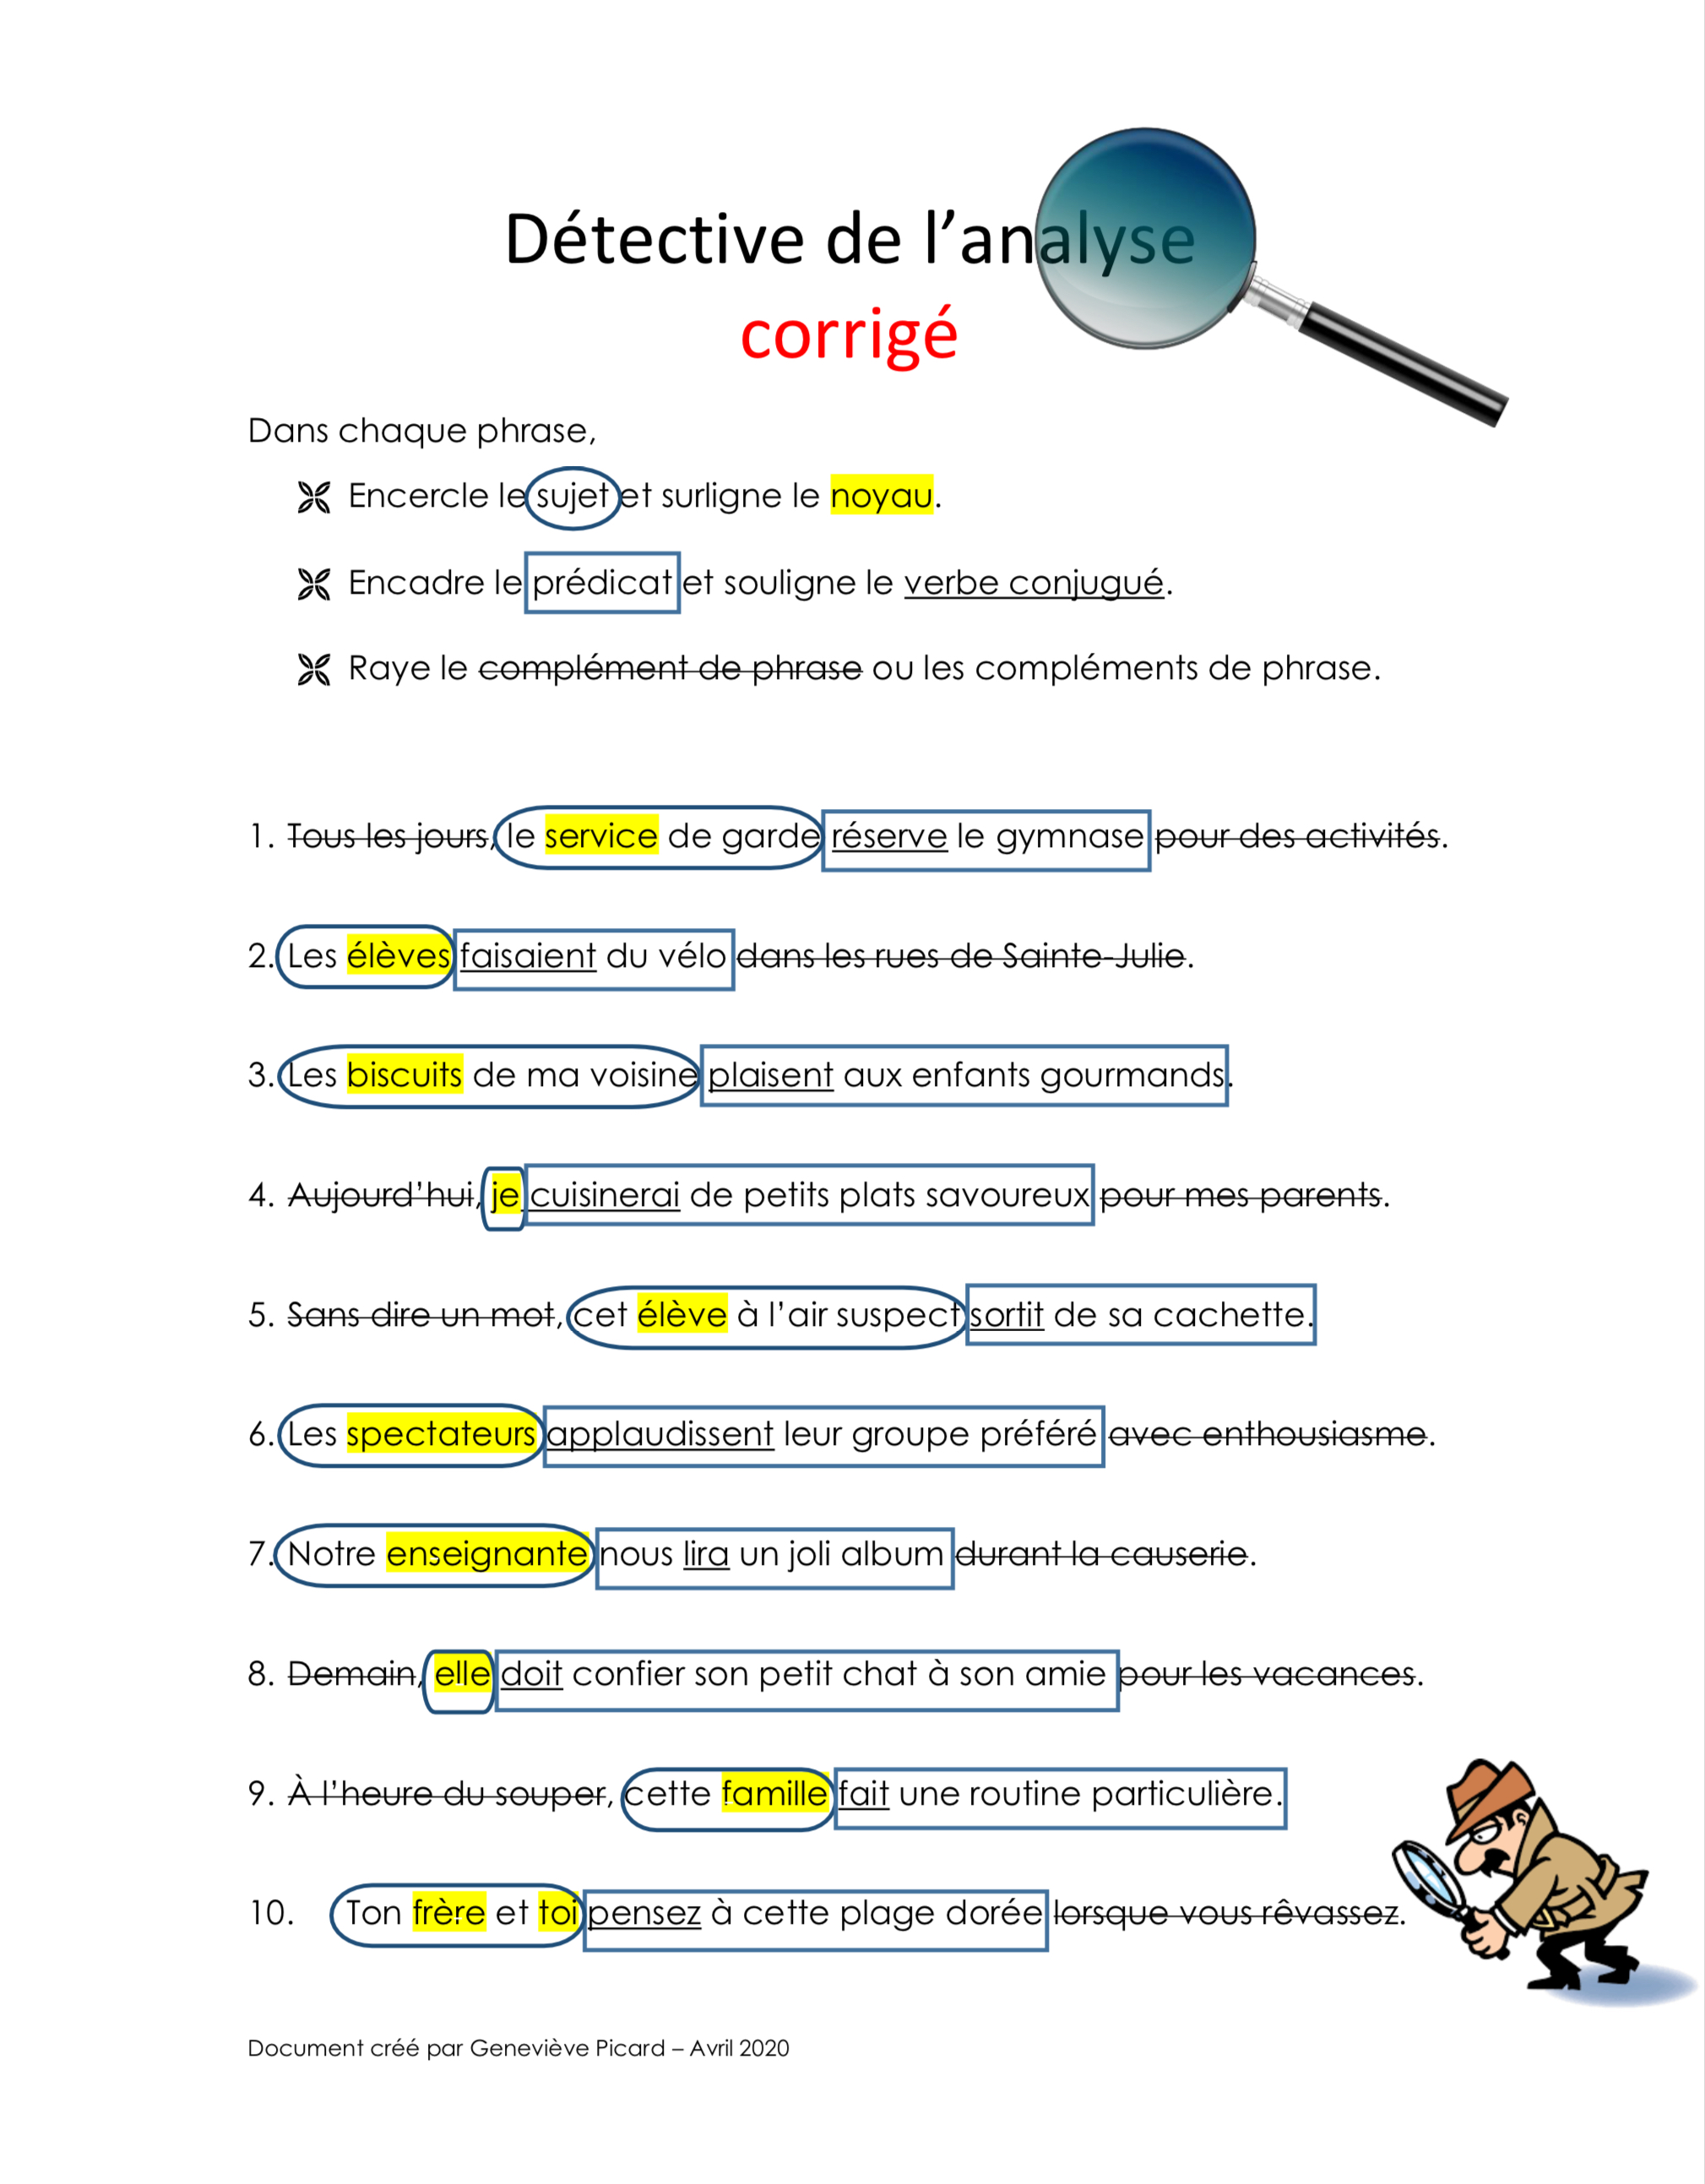 Détective de l’analyse
corrigé
Dans chaque phrase,
Encercle le sujet et surligne le noyau.
Encadre le prédicat et souligne le verbe conjugué.
Raye le complément de phrase ou les compléments de phrase.
1. Tous les jours, le service de garde réserve le gymnase pour des activités.
2. Les élèves faisaient du vélo dans les rues de Sainte-Julie.
3. Les biscuits de ma voisine plaisent aux enfants gourmands.
4. Aujourd’hui, je cuisinerai de petits plats savoureux pour mes parents.
5. Sans dire un mot, cet élève à l’air suspect sortit de sa cachette.
6. Les spectateurs applaudissent leur groupe préféré avec enthousiasme.
7. Notre enseignante nous lira un joli album durant la causerie.
8. Demain, elle doit confier son petit chat à son amie pour les vacances.
9. À l’heure du souper, cette famille fait une routine particulière.
10. Ton frère et toi pensez à cette plage dorée lorsque vous rêvassez.
Document créé par Geneviève Picard – Avril 2020